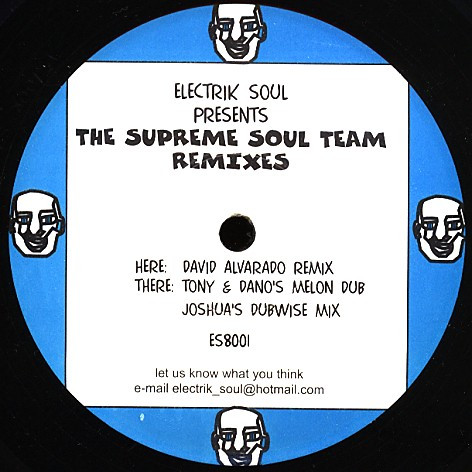 ELECTRIK SOUL
PRESENTS
THE SUPREME SOUL TEAM
REMIXES
HERE: DAVID ALVARADO REMIX
THERE: TONY & DANO'S MELON DUB
JOSHUA'S DUBWISE MIX
ES8001
let us know what you think
e-mail electrik_soul@hotmail.com